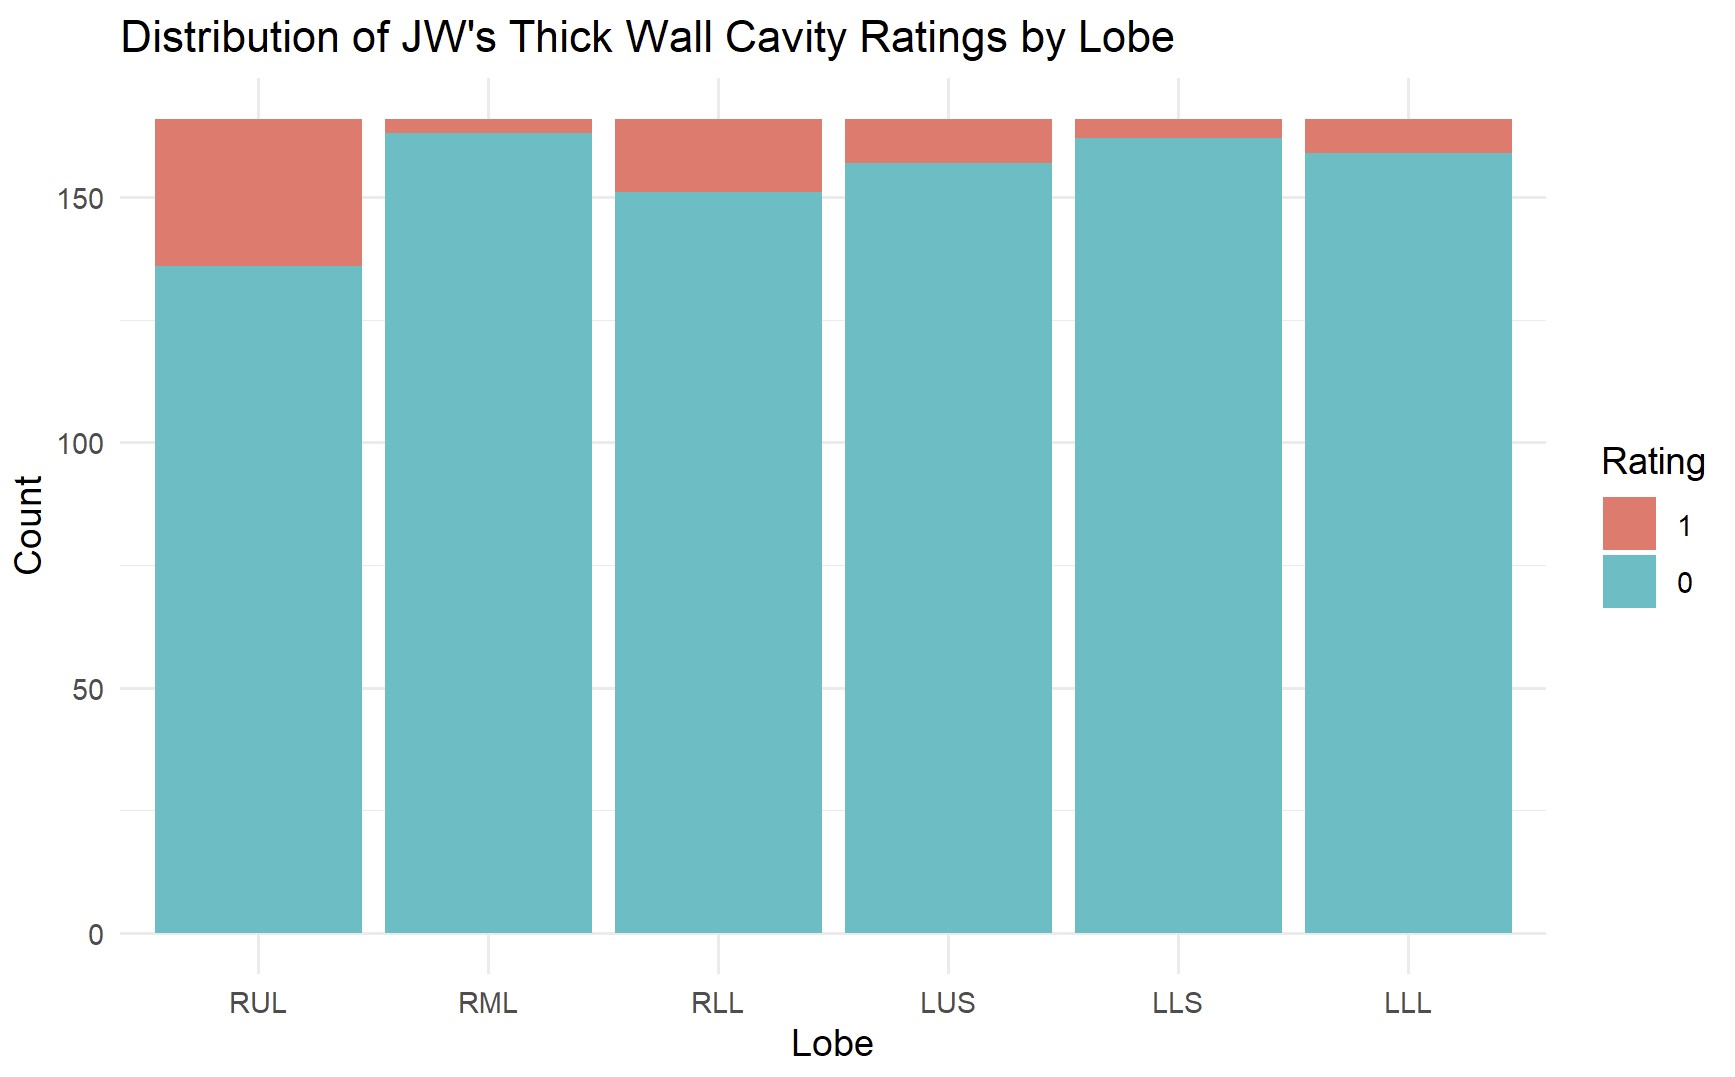 Distribution of JW's Thick Wall Cavity Ratings by Lobe
150
100
50
0
Count
RUL RML RLL LUS LLS LLL
Lobe
Rating
1
0